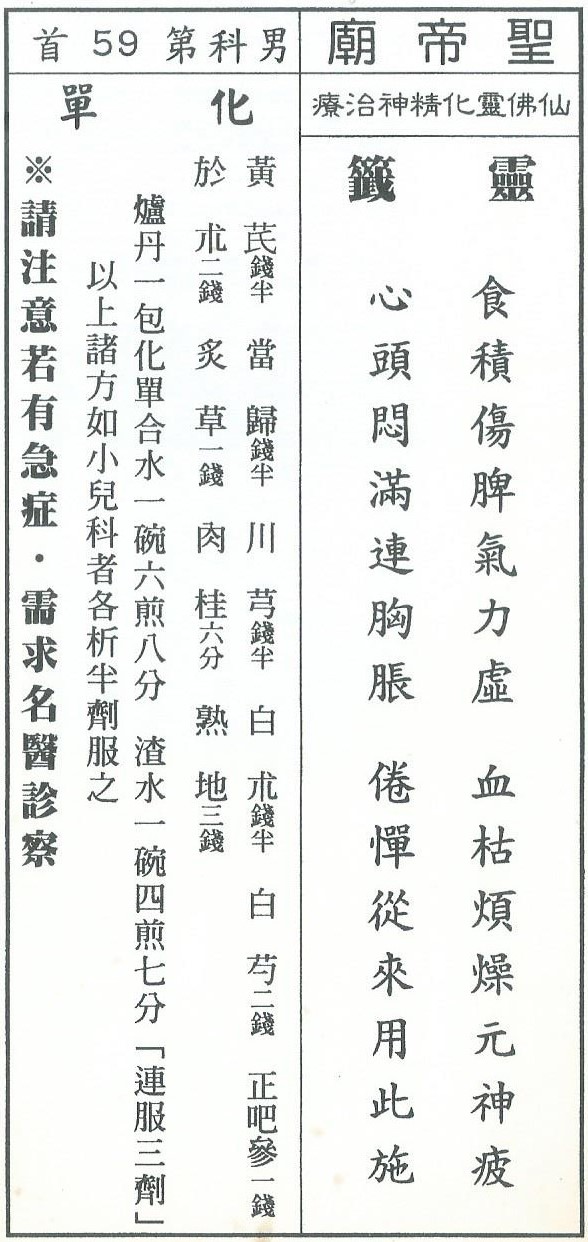 聖帝廟
仙佛靈化精神治療
靈籤
食積傷脾氣力虛　血枯煩燥元神疲
心頭悶滿連胸脹　倦憚從來用此施
男科第59首
化單
黃芪錢半　當歸錢半　川芎錢半　白朮錢半　白芍二錢　正吧參一錢
於朮二錢　炙草一錢　肉桂六分　熟地三錢
爐丹一包化單合水一碗六煎八分　渣水一碗四煎七分「連服三劑」
以上諸方如小兒科者各析半劑服之
※請注意若有急症・需求名醫診察